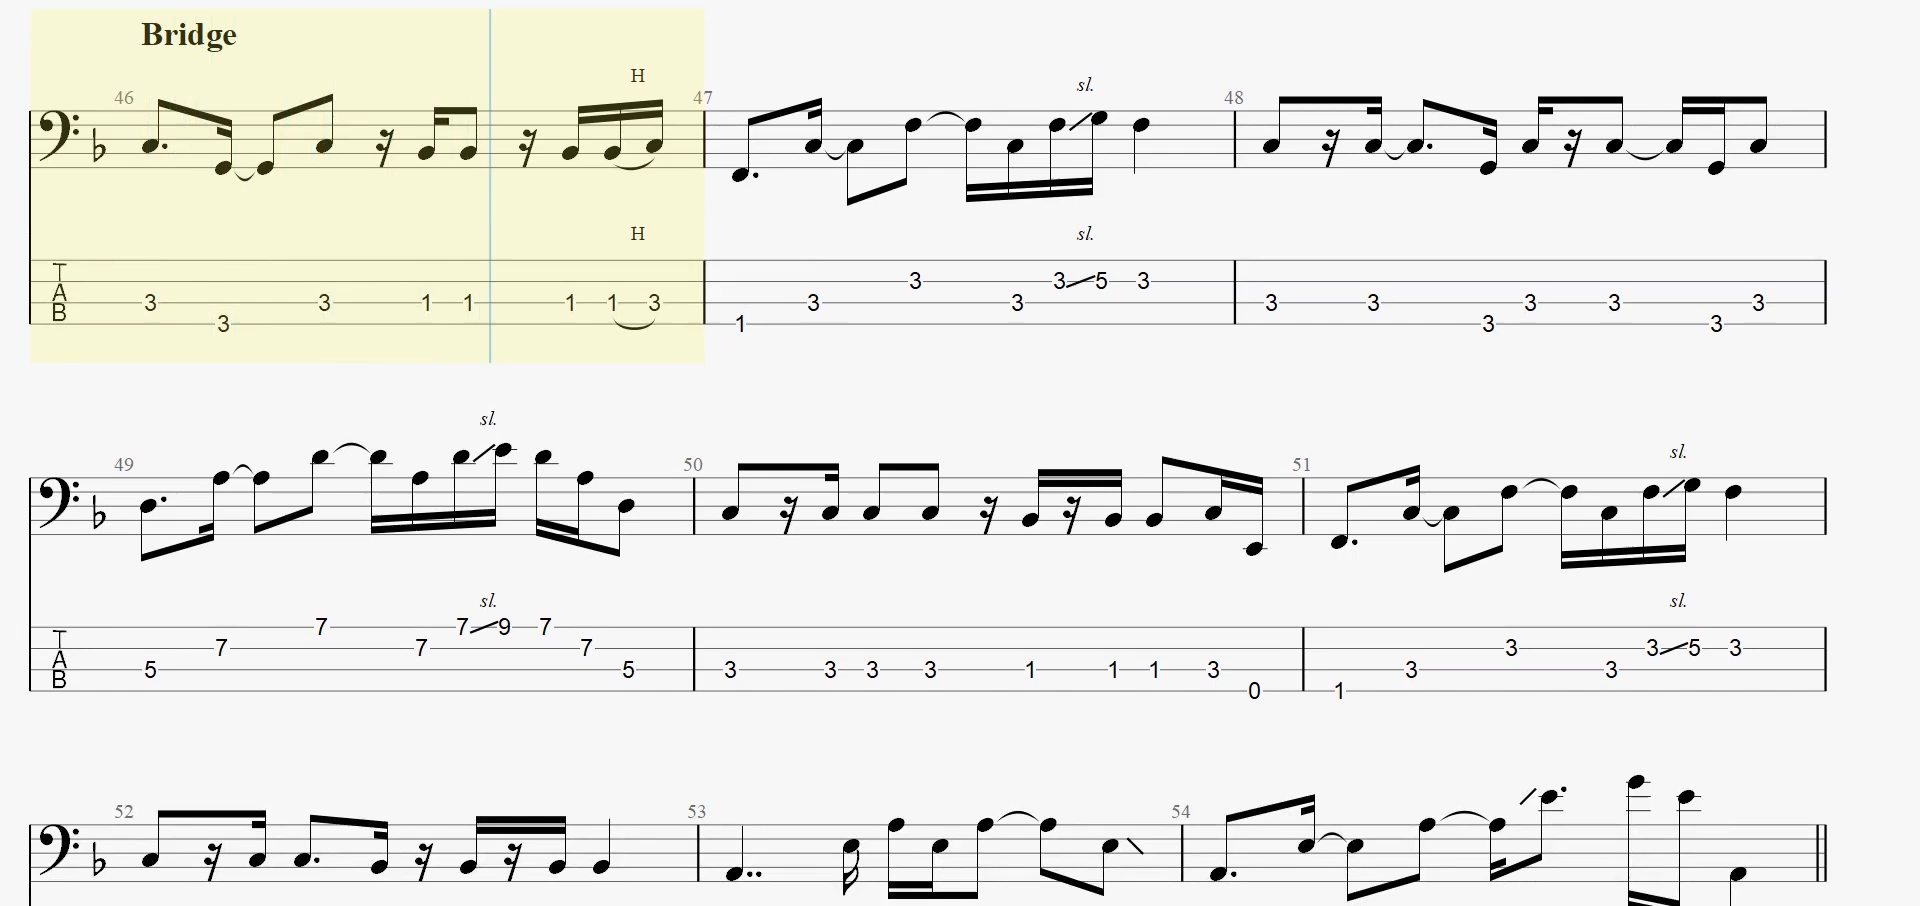 Bridge
H
46 47 sl. 48
H sl.
T
A
B
3 3 3 1 1 1 1 3
1 3 3 3 3 5 3
3 3 3 3 3 3 3
sl. sl.
49 50 51
sl. sl.
T
A
B
5 7 7 7 7 9 7 7 5
3 3 3 3 1 1 1 3 0
1 3 3 3 3 5 3
52 53 54